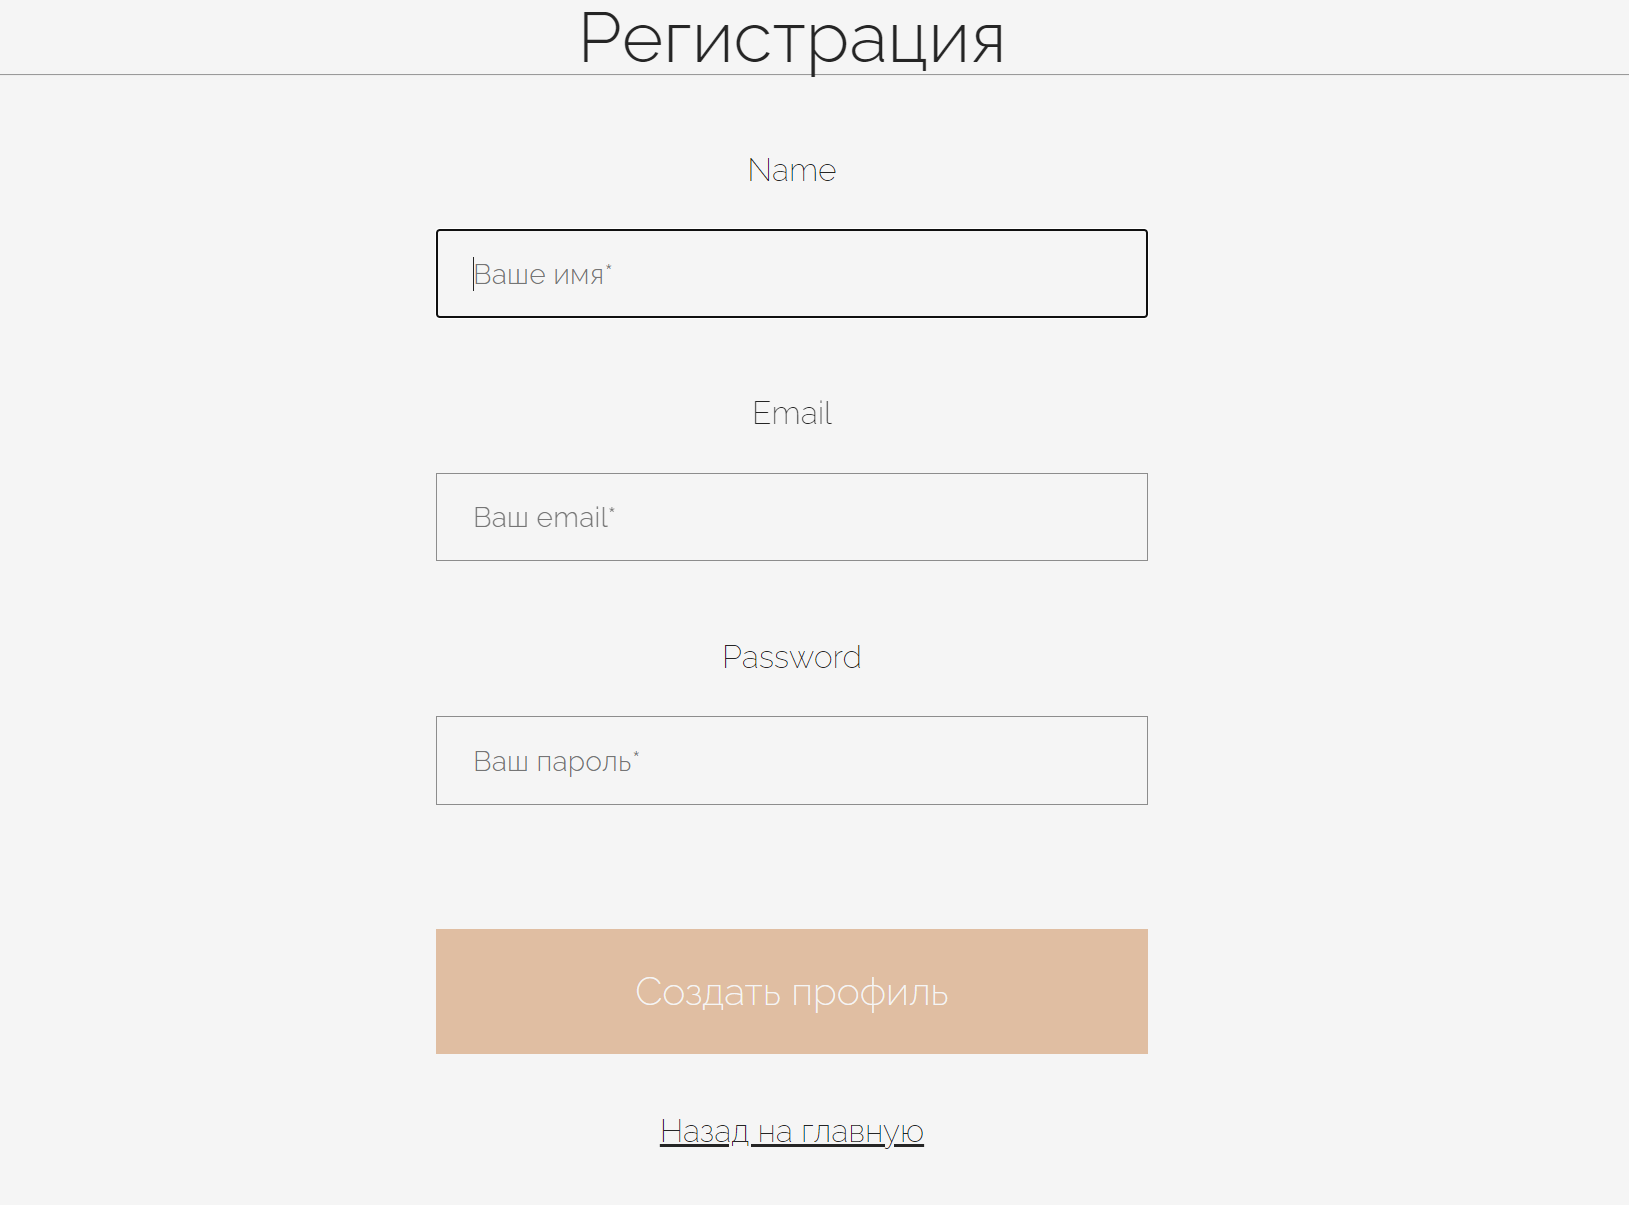 Регистрация
Name
Ваше имя*
Email
Ваш email*
Password
Ваш пароль*
Создать профиль
Назад на главную